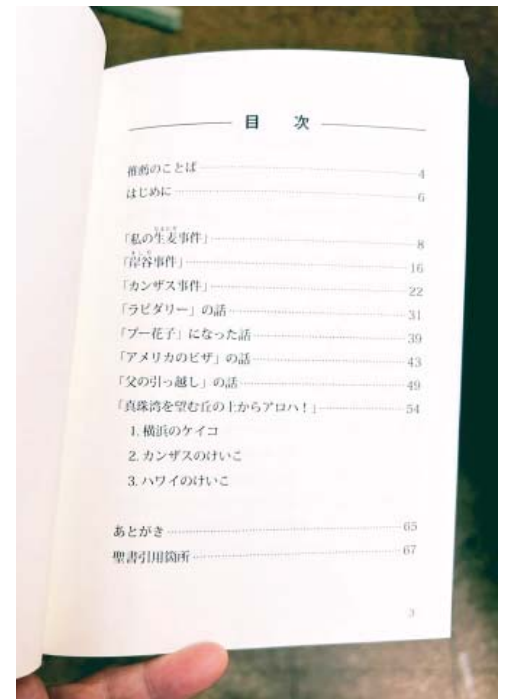 目 次
推薦のことば 4
はじめに 6
「私の生麦事件」 8
「岸谷事件」 16
「カンザス事件」 22
「ラピダリー」の話 31
「プー花子」になった話 39
「アメリカのビザ」の話 43
「父の引っ越し」の話 49
「真珠湾を望む丘の上からアロハ！」 54
1. 横浜のケイコ
2. カンザスのけいこ
3. ハワイのけいこ
あとがき 65
聖書引用箇所 67
3